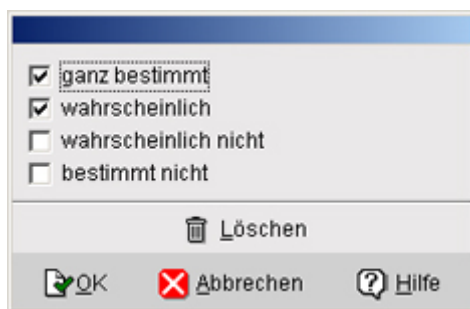 ganz bestimmt
wahrscheinlich
wahrscheinlich nicht
bestimmt nicht
Löschen
OK Abbrechen Hilfe